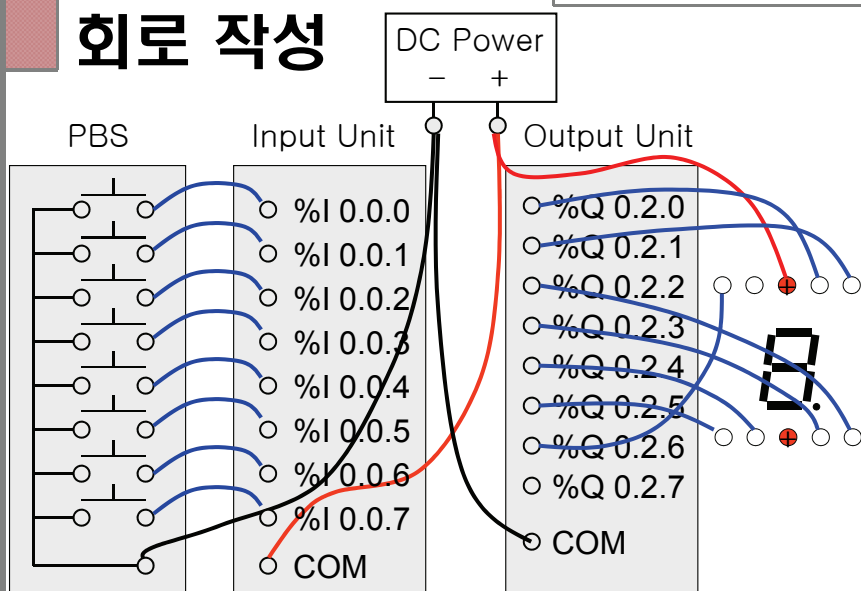 회로 작성
DC Power
− +
PBS
Input Unit
Output Unit
%I 0.0.0
%I 0.0.1
%I 0.0.2
%I 0.0.3
%I 0.0.4
%I 0.0.5
%I 0.0.6
%I 0.0.7
COM
%Q 0.2.0
%Q 0.2.1
%Q 0.2.2
%Q 0.2.3
%Q 0.2.4
%Q 0.2.5
%Q 0.2.6
%Q 0.2.7
COM